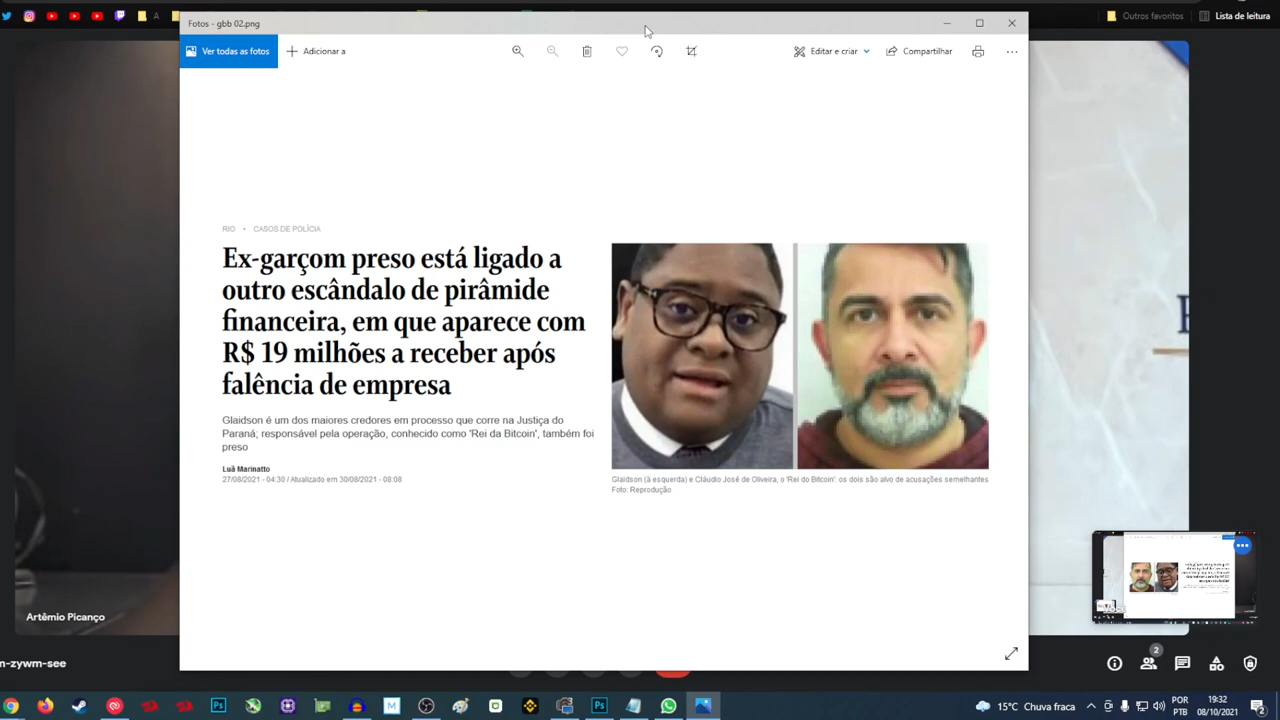 Outros favoritos
Lista de leitura
Fotos - gbb 02.png
Ver todas as fotos
Adicionar a
Editar e criar
Compartilhar
RIO • CASOS DE POLÍCIA
Ex-garçom preso está ligado a
outro escândalo de pirâmide
financeira, em que aparece com
R$ 19 milhões a receber após
falência de empresa
Glaidson é um dos maiores credores em processo que corre na Justiça do
Paraná; responsável pela operação, conhecido como 'Rei da Bitcoin', também foi
preso
Luã Marinatto
27/08/2021 - 04:30 / Atualizado em 30/08/2021 - 08:08
Glaidson (à esquerda) e Cláudio José de Oliveira, o 'Rei do Bitcoin': os dois são alvo de acusações semelhantes
Foto: Reprodução
Artêmio Picanço
m-zywm-see
2
15°C Chuva fraca
POR
PTB
19:32
08/10/2021
2